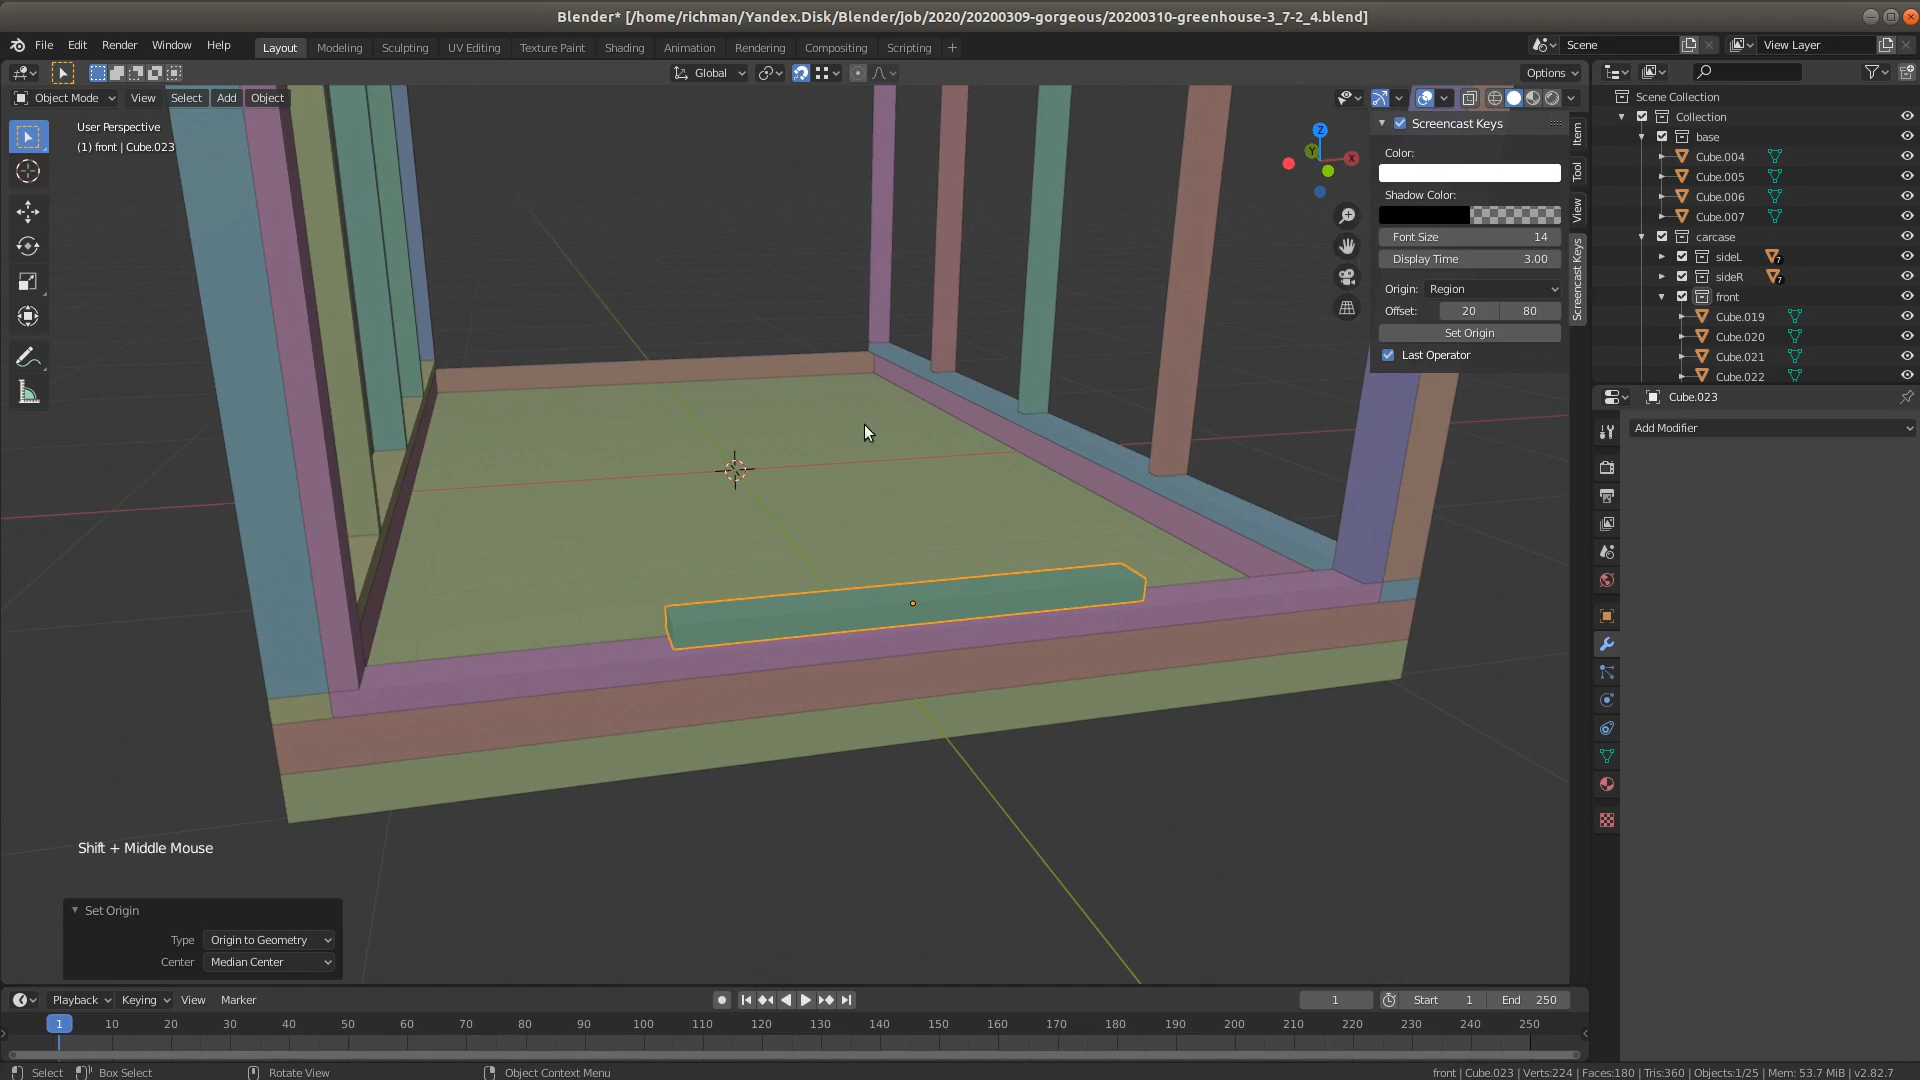 Blender* [/home/richman/Yandex.Disk/Blender/job/2020/20200309-gorgeous/20200310-greenhouse-3_7-2_4.blend]
File Edit Render Window Help Layout Modeling Sculpting UV Editing Texture Paint Shading Animation Rendering Compositing Scripting + Scene View Layer
Global Options
Object Mode View Select Add Object
User Perspective
(1) front | Cube.023
Z
Y
X
Screencast Keys
Color:
Shadow Color:
Font Size 14
Display Time 3.00
Origin: Region
Offset: 20 80
Set Origin
Last Operator
Item
Tool
View
Screencast Keys
Scene Collection
Collection
base
Cube.004
Cube.005
Cube.006
Cube.007
carcase
sideL 7
sideR 7
front
Cube.019
Cube.020
Cube.021
Cube.022
Cube.023
Add Modifier
Shift + Middle Mouse
Set Origin
Type Origin to Geometry
Center Median Center
Playback Keying View Marker 1 Start 1 End 250
1 10 20 30 40 50 60 70 80 90 100 110 120 130 140 150 160 170 180 190 200 210 220 230 240 250
Select Box Select Rotate View Object Context Menu front | Cube.023 | Verts:224 | Faces:180 | Tris:360 | Objects:1/25 | Mem: 53.7 MiB | v2.82.7